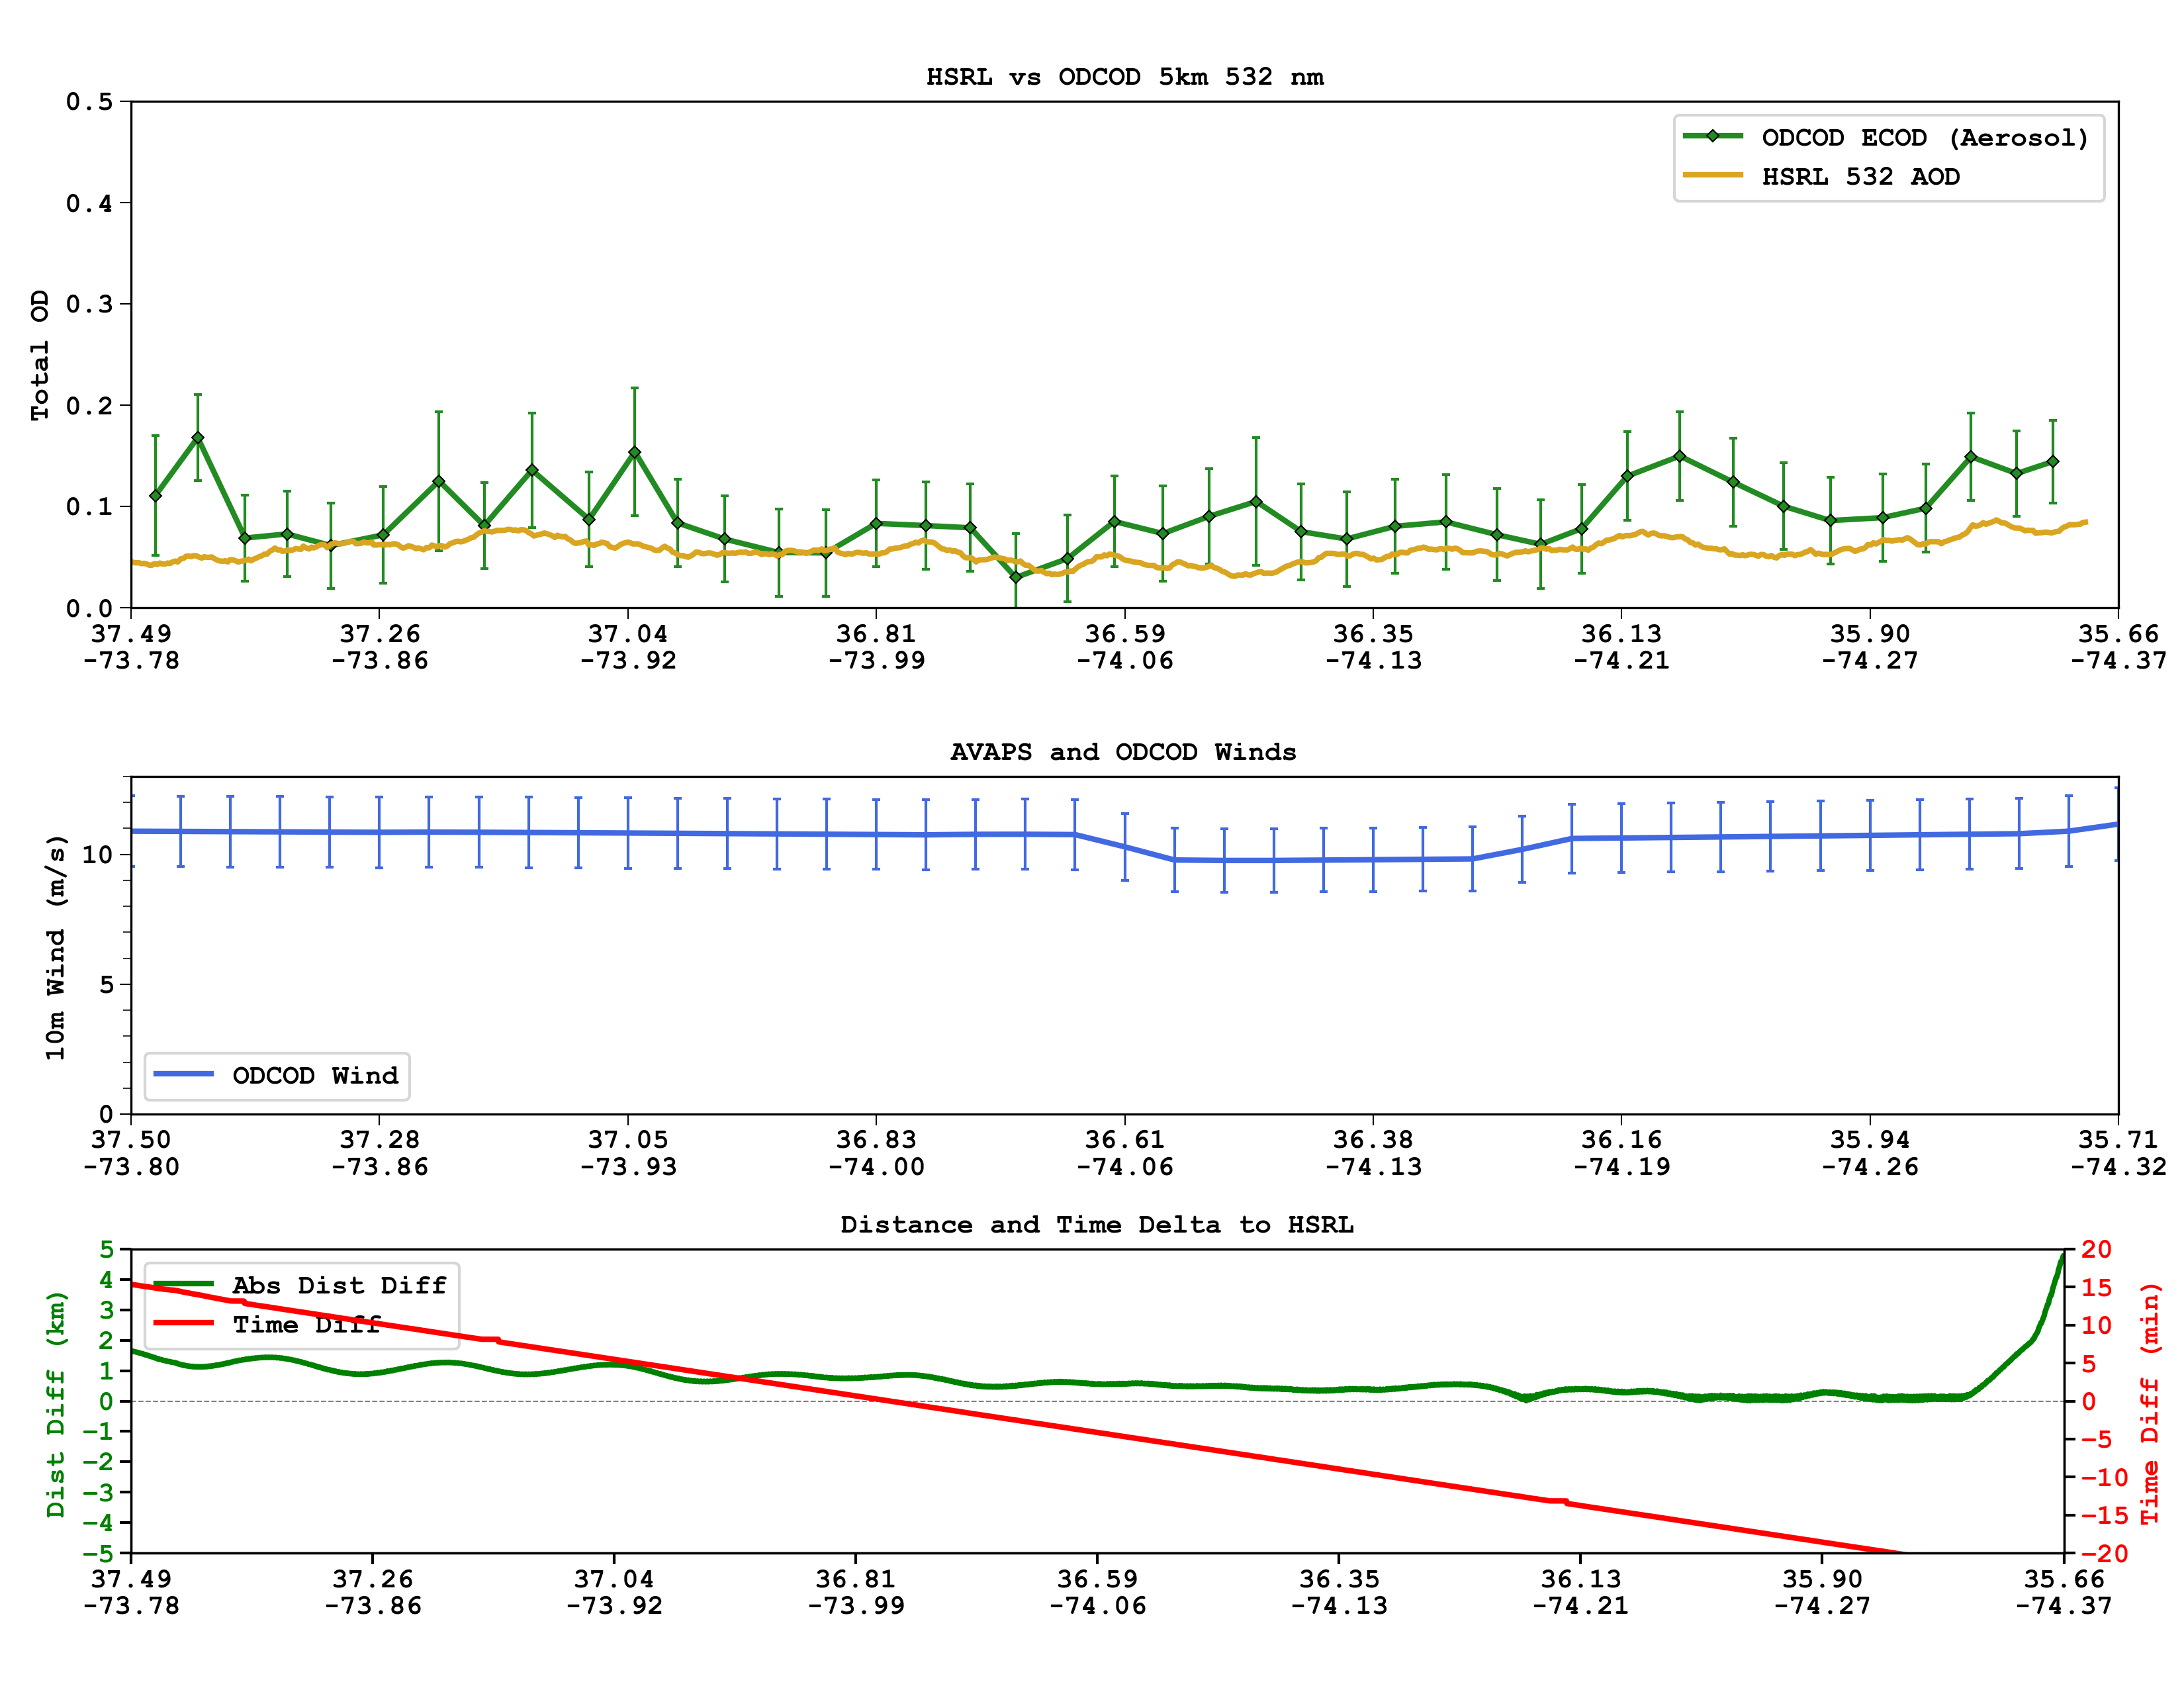 HSRL vs ODCOD 5km 532 nm
Total OD
0.5
0.4
0.3
0.2
0.1
0.0
ODCOD ECOD (Aerosol)
HSRL 532 AOD
37.49 37.26 37.04 36.81 36.59 36.35 36.13 35.90 35.66
-73.78 -73.86 -73.92 -73.99 -74.06 -74.13 -74.21 -74.27 -74.37
AVAPS and ODCOD Winds
10m Wind (m/s)
10
5
0
ODCOD Wind
37.50 37.28 37.05 36.83 36.61 36.38 36.16 35.94 35.71
-73.80 -73.86 -73.93 -74.00 -74.06 -74.13 -74.19 -74.26 -74.32
Distance and Time Delta to HSRL
Dist Diff (km)
5
4
3
2
1
0
−1
−2
−3
−4
−5
Abs Dist Diff
Time Diff
20
15
10
5
0
−5
−10
−15
−20
Time Diff (min)
37.49 37.26 37.04 36.81 36.59 36.35 36.13 35.90 35.66
-73.78 -73.86 -73.92 -73.99 -74.06 -74.13 -74.21 -74.27 -74.37